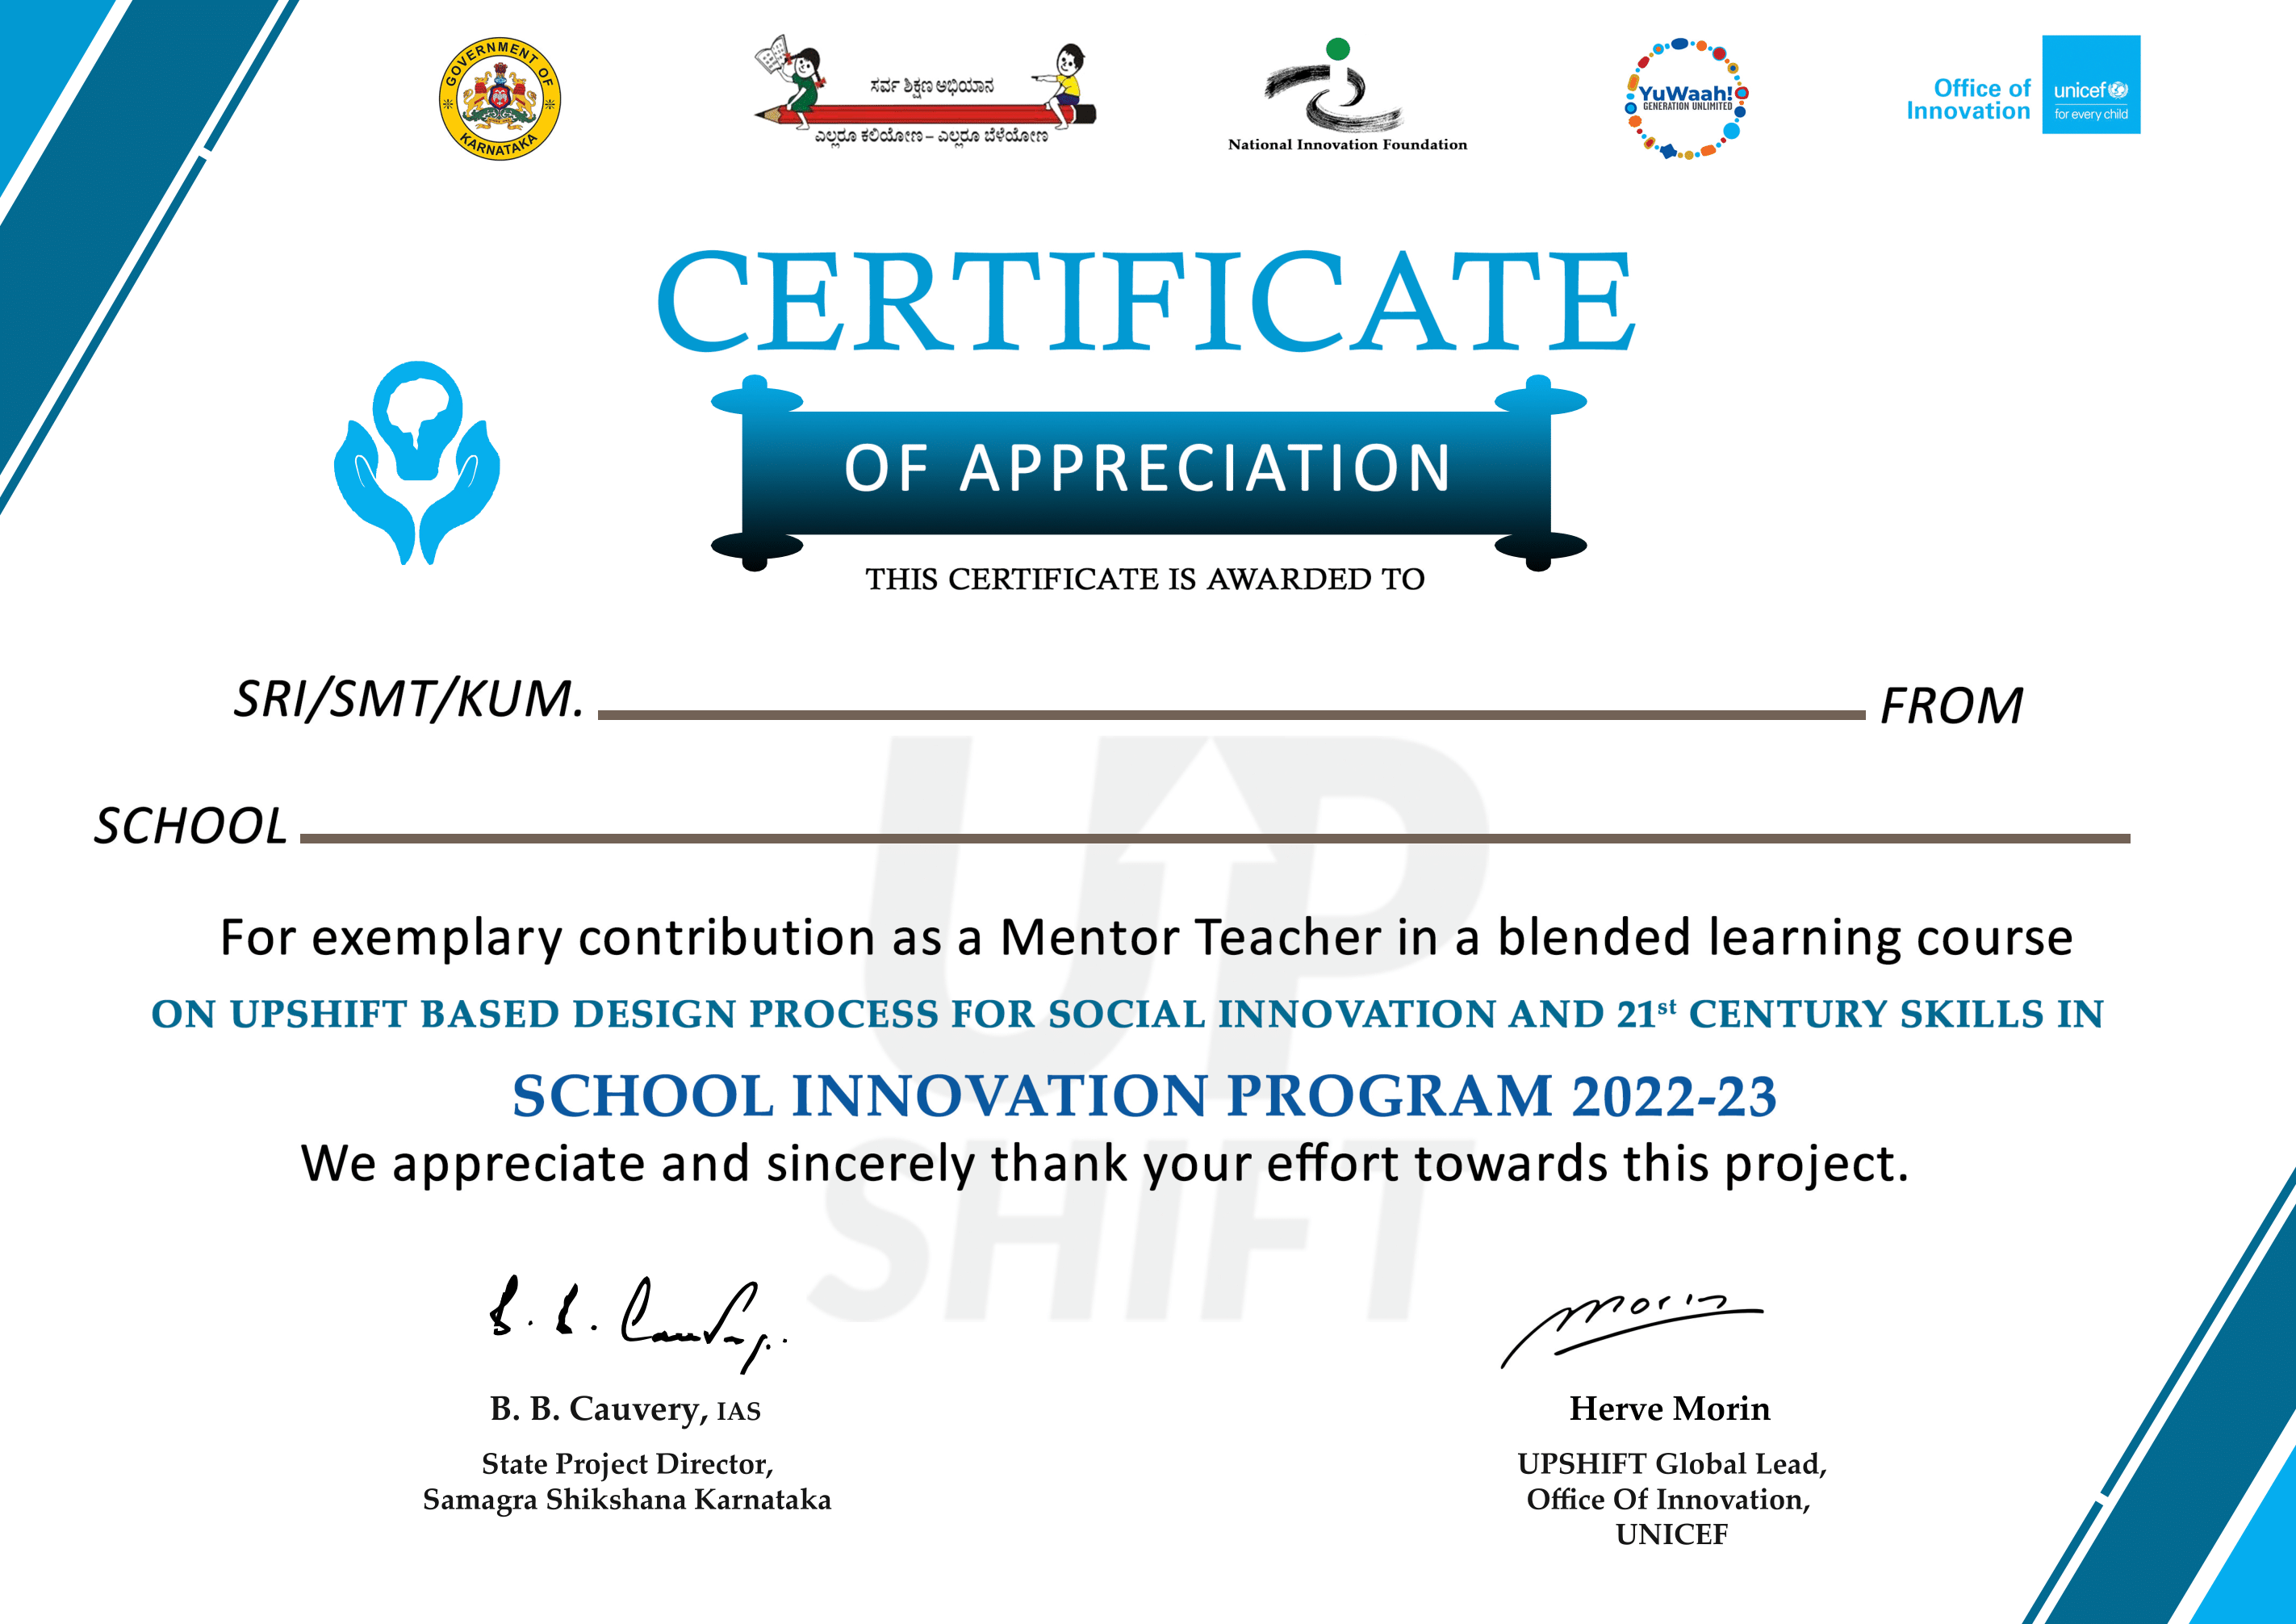 GOVERNMENT OF
KARNATAKA
ಸರ್ವ ಶಿಕ್ಷಣ ಅಭಿಯಾನ
ಎಲ್ಲರೂ ಕಲಿಯೋಣ – ಎಲ್ಲರೂ ಬೆಳೆಯೋಣ
National Innovation Foundation
YuWaah!
GENERATION UNLIMITED
Office of
Innovation
unicef
for every child
CERTIFICATE
OF APPRECIATION
THIS CERTIFICATE IS AWARDED TO
SRI/SMT/KUM. FROM
SCHOOL
UP
SHIFT
For exemplary contribution as a Mentor Teacher in a blended learning course
ON UPSHIFT BASED DESIGN PROCESS FOR SOCIAL INNOVATION AND 21st CENTURY SKILLS IN
SCHOOL INNOVATION PROGRAM 2022-23
We appreciate and sincerely thank your effort towards this project.
B. B. Cauvery
Morin
B. B. Cauvery, IAS
Herve Morin
State Project Director,
Samagra Shikshana Karnataka
UPSHIFT Global Lead,
Office Of Innovation,
UNICEF